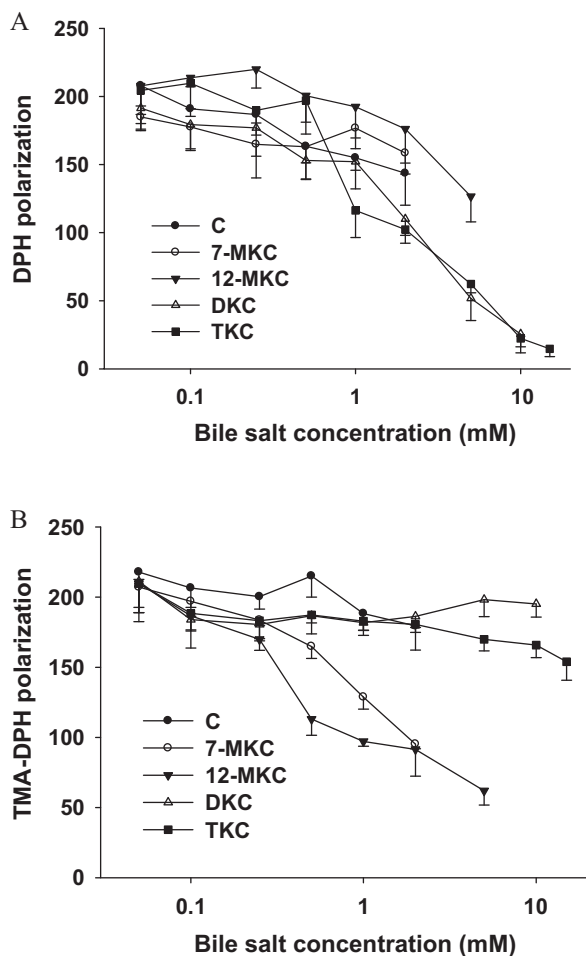 A
DPH polarization
250
200
150
100
50
0
C
7-MKC
12-MKC
DKC
TKC
0.1 1 10
Bile salt concentration (mM)
B
TMA-DPH polarization
250
200
150
100
50
0
C
7-MKC
12-MKC
DKC
TKC
0.1 1 10
Bile salt concentration (mM)